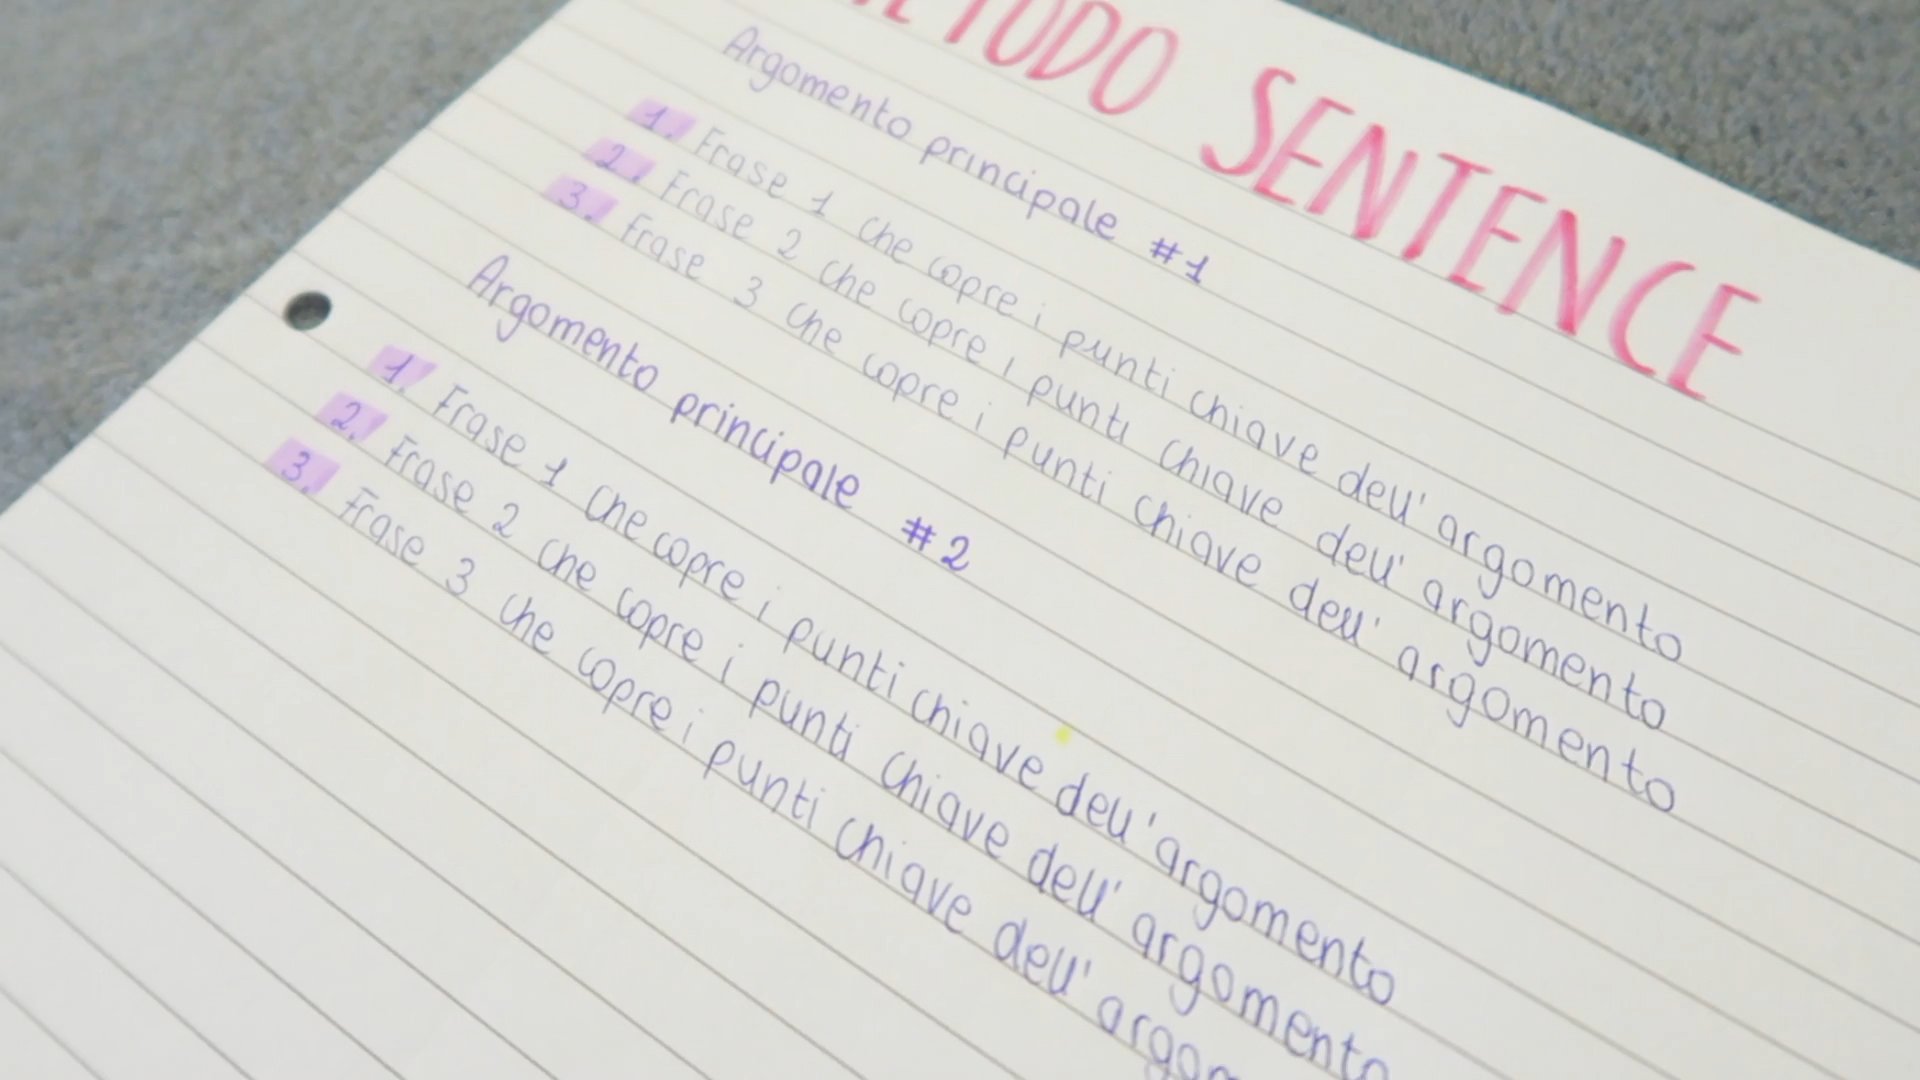 METODO SENTENCE
Argomento principale #1
1. Frase 1 che copre i punti chiave dell'argomento
2. Frase 2 che copre i punti chiave dell'argomento
3. Frase 3 che copre i punti chiave dell'argomento
Argomento principale #2
1. Frase 1 che copre i punti chiave dell'argomento
2. Frase 2 che copre i punti chiave dell'argomento
3. Frase 3 che copre i punti chiave dell'argom